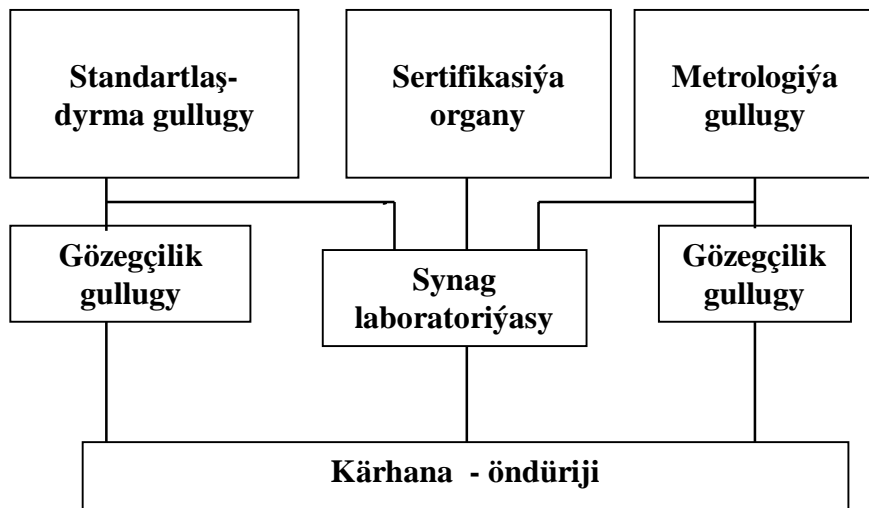 Standartlaş-
dyrma gullugy
Sertifikasiýa
organy
Metrologiýa
gullugy
Gözegçilik
gullugy
Synag
laboratoriýasy
Gözegçilik
gullugy
Kärhana - öndüriji